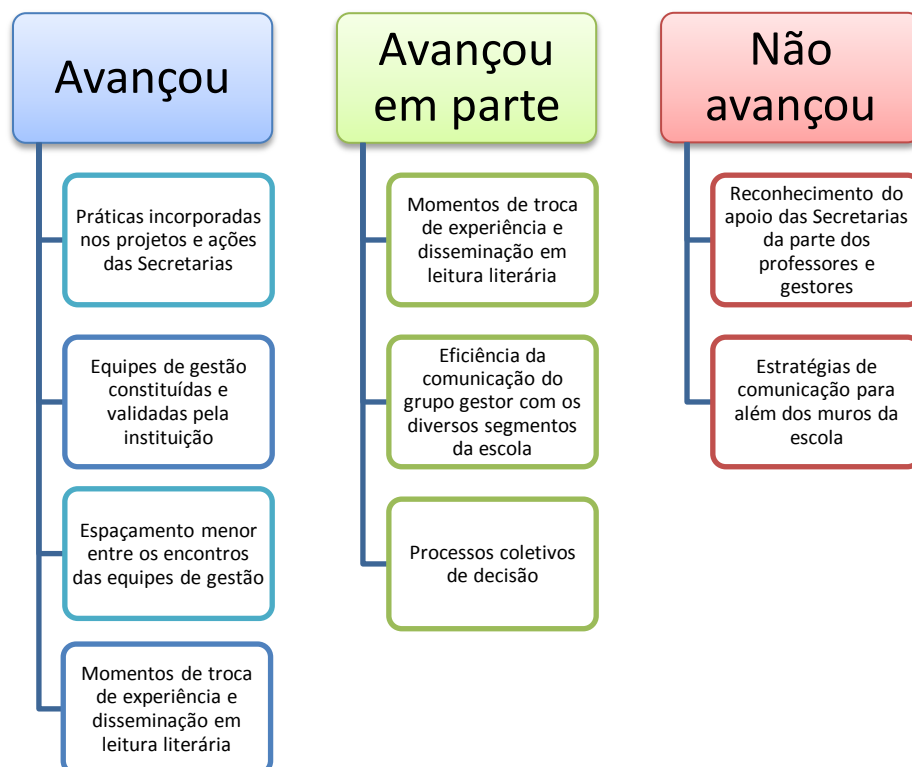 Avançou
Práticas incorporadas
nos projetos e ações
das Secretarias
Equipes de gestão
constituídas e
validadas pela
instituição
Espaçamento menor
entre os encontros
das equipes de gestão
Momentos de troca
de experiência e
disseminação em
leitura literária
Avançou
em parte
Momentos de troca
de experiência e
disseminação em
leitura literária
Eficiência da
comunicação do
grupo gestor com os
diversos segmentos
da escola
Processos coletivos
de decisão
Não
avançou
Reconhecimento do
apoio das Secretarias
da parte dos
professores e
gestores
Estratégias de
comunicação para
além dos muros da
escola